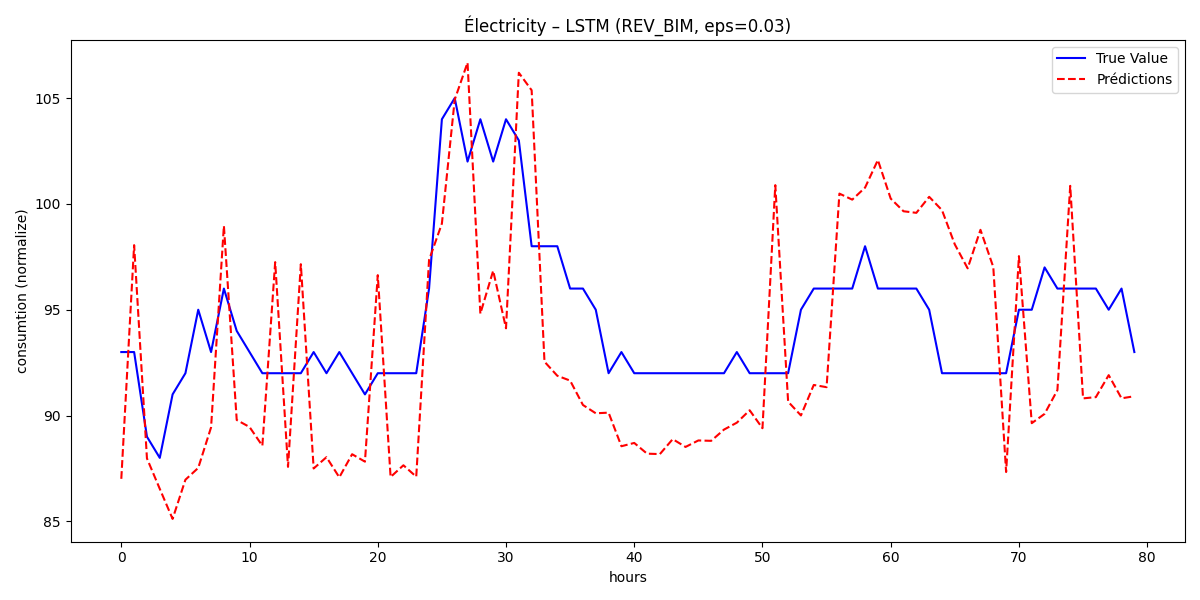 Électricity – LSTM (REV_BIM, eps=0.03)
True Value
Prédictions
consumtion (normalize)
105
100
95
90
85
0 10 20 30 40 50 60 70 80
hours